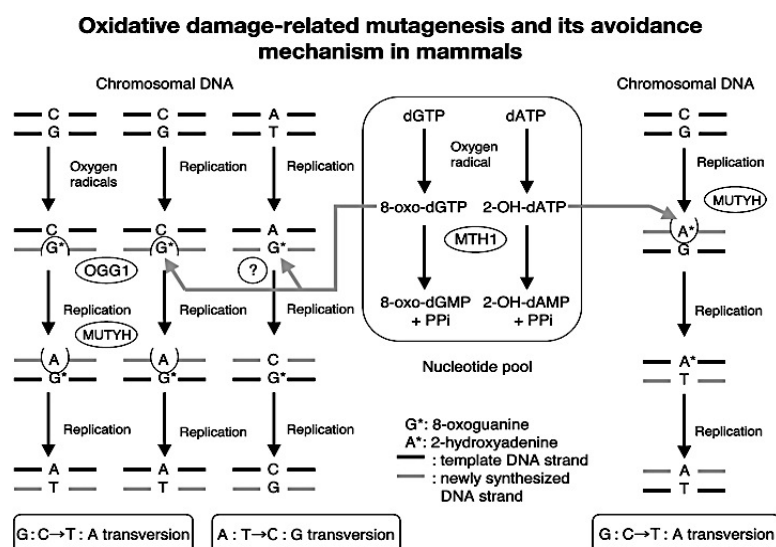 Oxidative damage-related mutagenesis and its avoidance
mechanism in mammals
Chromosomal DNA
C
G
C
G
A
T
Oxygen
radicals
Replication
Replication
C
G*
C
G*
A
G*
OGG1
?
Replication
Replication
Replication
MUTYH
A
G*
A
G*
C
G*
Replication
Replication
Replication
A
T
A
T
C
G
G : C→T : A transversion
A : T→C : G transversion
dGTP
dATP
Oxygen
radical
8-oxo-dGTP
2-OH-dATP
MTH1
8-oxo-dGMP
+ PPi
2-OH-dAMP
+ PPi
Nucleotide pool
G*: 8-oxoguanine
A*: 2-hydroxyadenine
: template DNA strand
: newly synthesized
DNA strand
Chromosomal DNA
C
G
Replication
MUTYH
A*
G
Replication
A*
T
Replication
A
T
G : C→T : A transversion